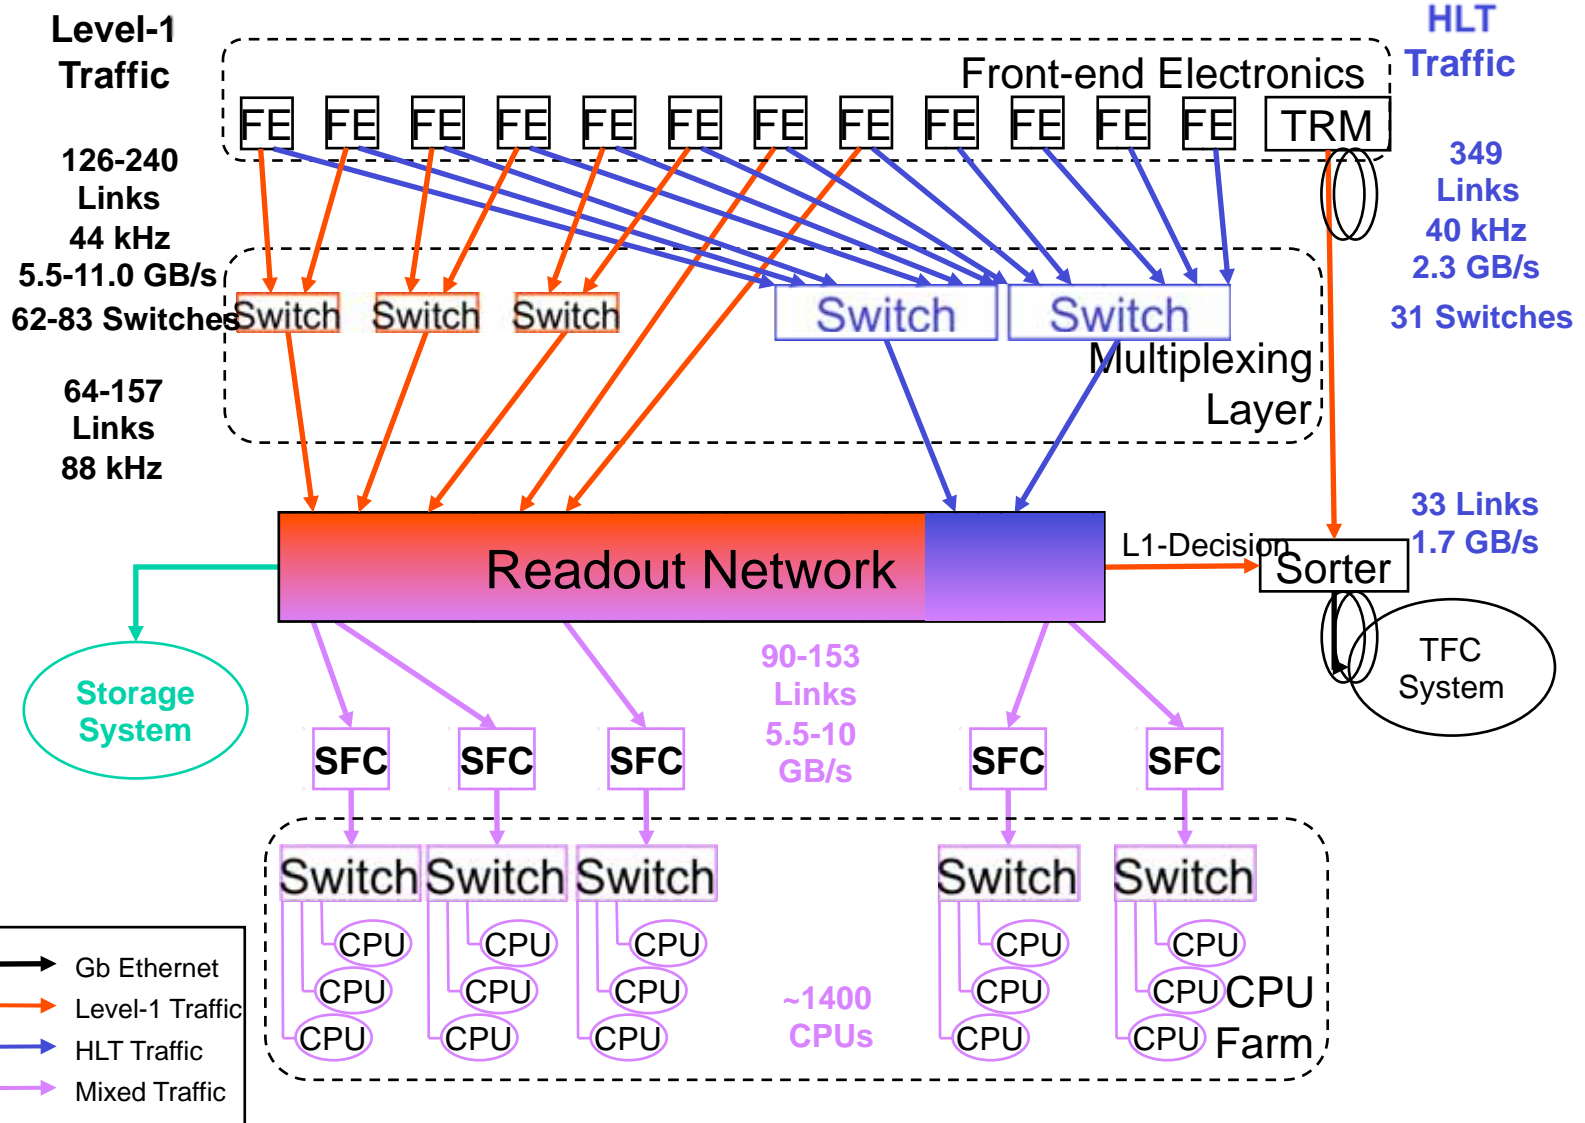 Level-1
Traffic
HLT
Traffic
Front-end Electronics
FE FE FE FE FE FE FE FE FE FE FE FE TRM
126-240
Links
44 kHz
5.5-11.0 GB/s
62-83 Switches
349
Links
40 kHz
2.3 GB/s
31 Switches
Switch Switch Switch Switch Switch
Multiplexing
Layer
64-157
Links
88 kHz
33 Links
1.7 GB/s
Readout Network
L1-Decision
Sorter
TFC
System
Storage
System
90-153
Links
5.5-10
GB/s
SFC SFC SFC SFC SFC
Switch Switch Switch Switch Switch
CPU CPU CPU CPU CPU
CPU CPU CPU CPU CPU
CPU CPU CPU CPU CPU
~1400
CPUs
CPU
Farm
Gb Ethernet
Level-1 Traffic
HLT Traffic
Mixed Traffic